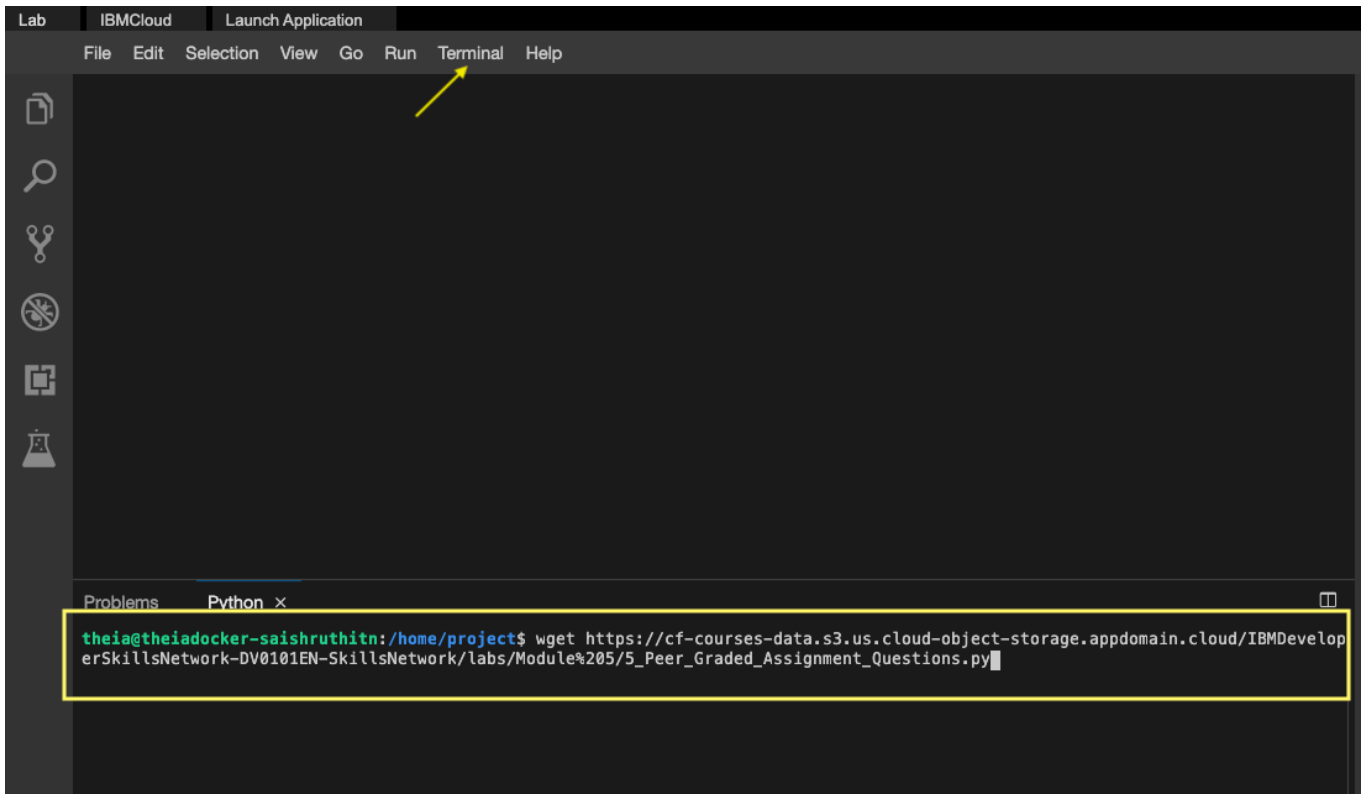 Lab IBMCloud Launch Application
File Edit Selection View Go Run Terminal Help
Problems Python ×
theia@theiadocker-saishruthitn:/home/project$ wget https://cf-courses-data.s3.us.cloud-object-storage.appdomain.cloud/IBMDevelop
erSkillsNetwork-DV0101EN-SkillsNetwork/labs/Module%205/5_Peer_Graded_Assignment_Questions.py